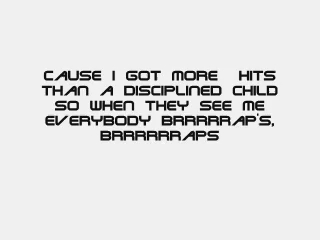 CAUSE I GOT MORE HITS
THAN A DISCIPLINED CHILD
SO WHEN THEY SEE ME
EVERYBODY BRRRRRAP'S,
BRRRRRRAPS